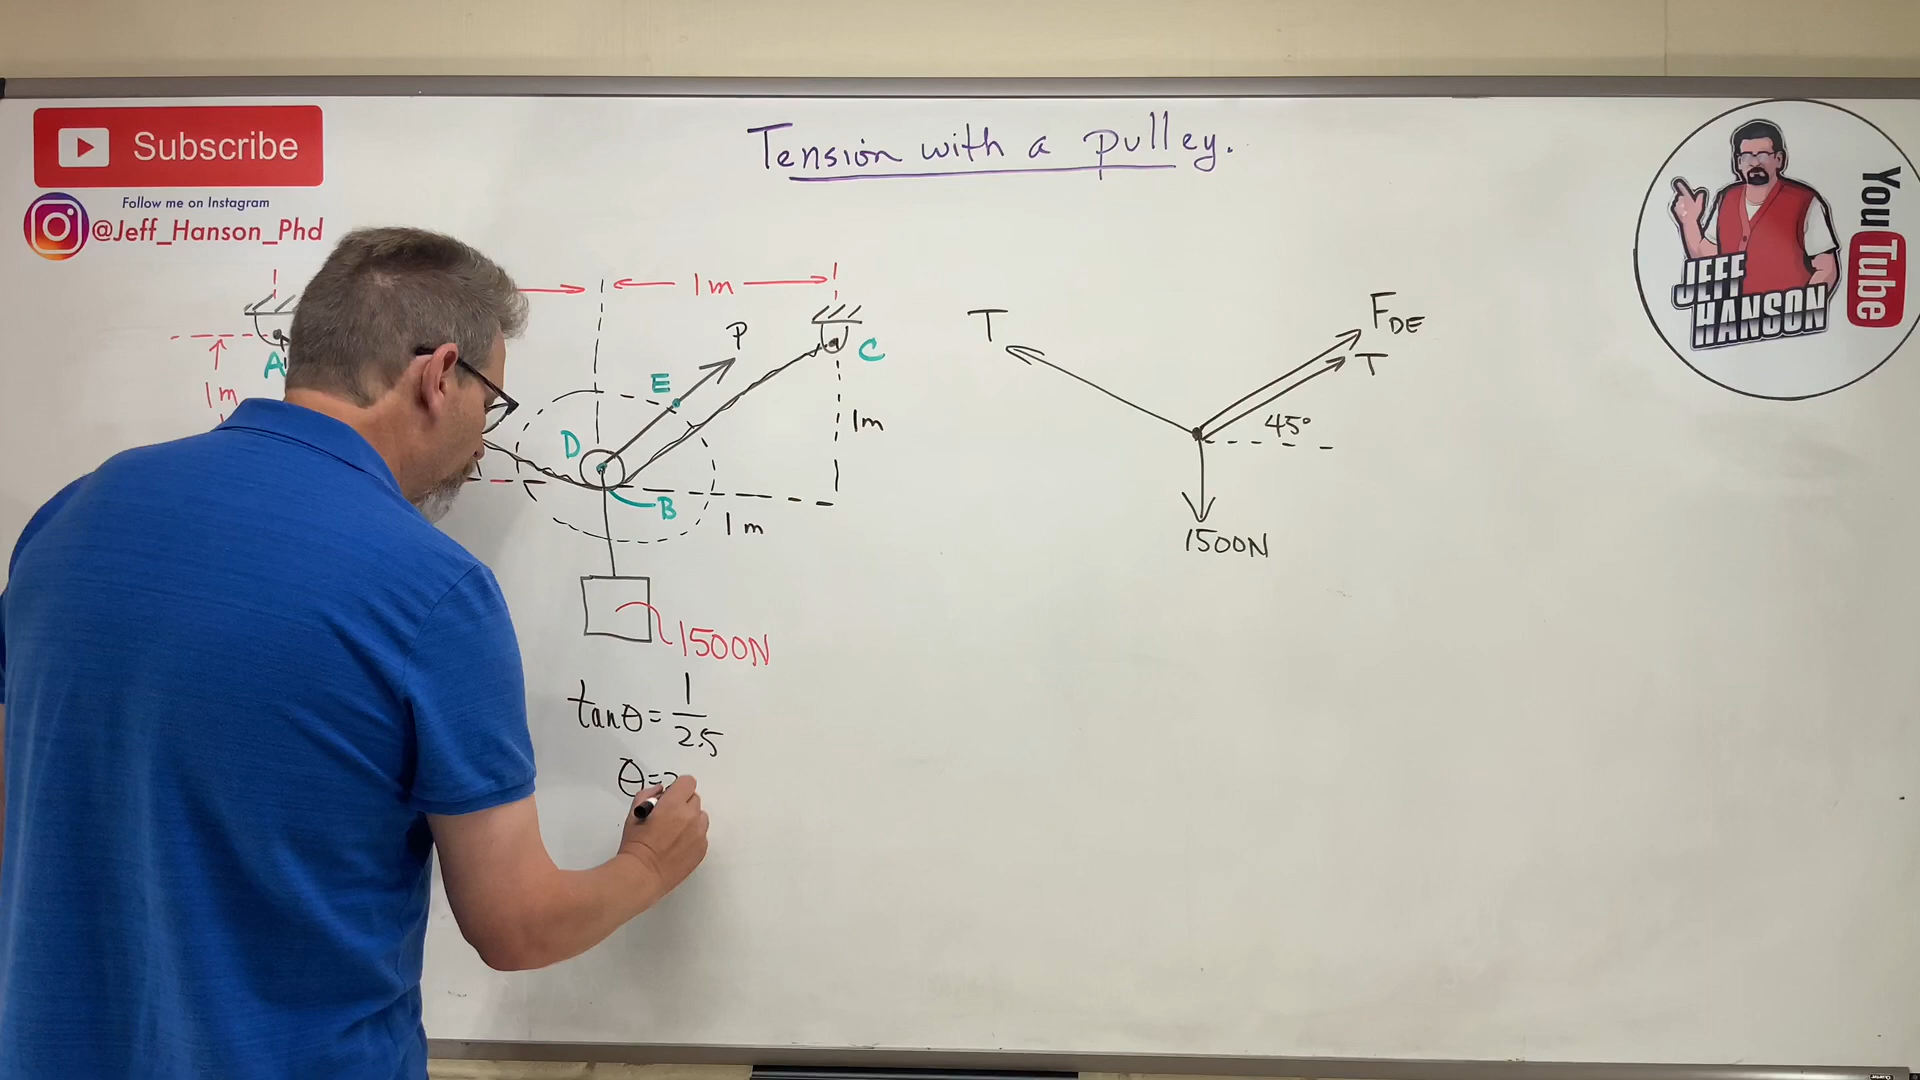 Subscribe
Follow me on Instagram
@Jeff_Hanson_Phd
Tension with a pulley.
JEFF
HANSON
YouTube
1m
A
1m
P
E
D
B
C
1m
1m
1500N
tanθ = 1/2.5
θ=
T
F_DE
T
45°
1500N